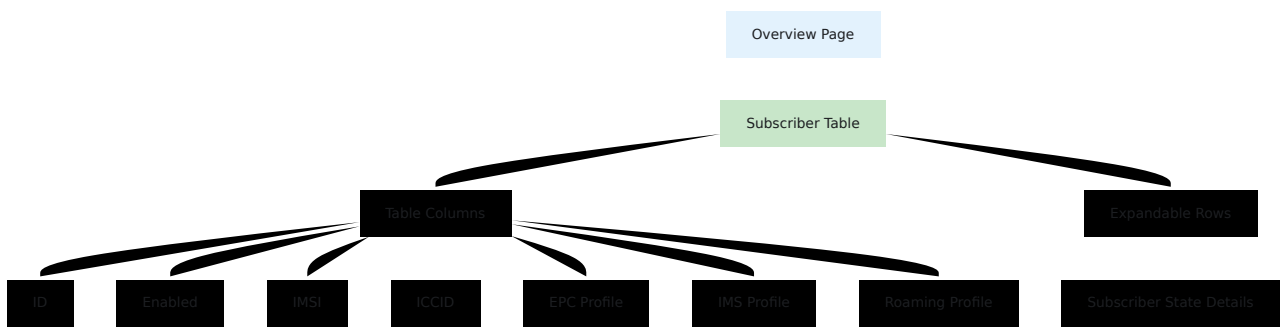 Overview Page
Subscriber Table
Table Columns
Expandable Rows
ID
Enabled
IMSI
ICCID
EPC Profile
IMS Profile
Roaming Profile
Subscriber State Details